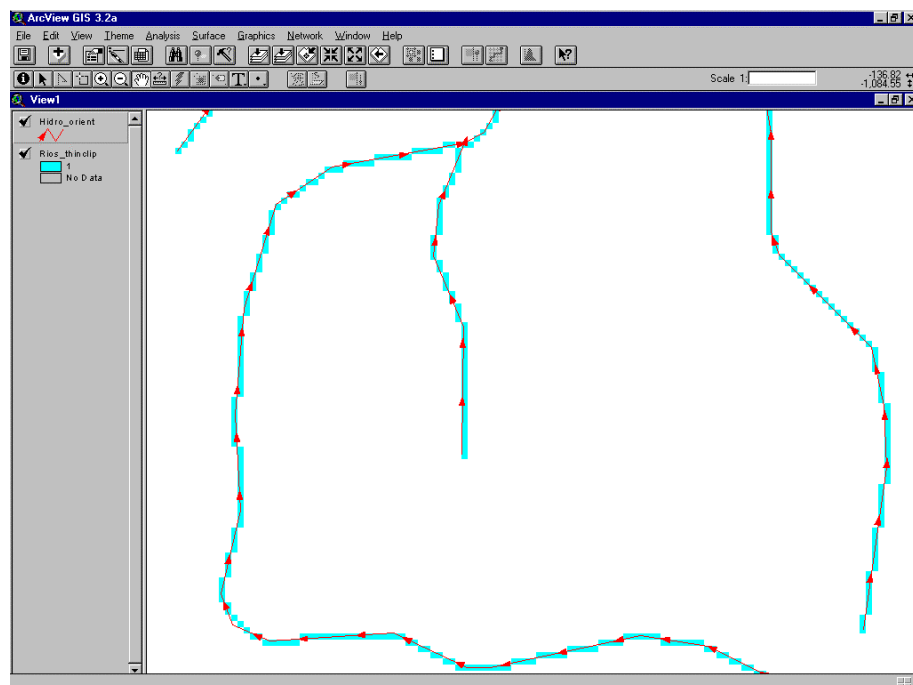 ArcView GIS 3.2a
File Edit View Theme Analysis Surface Graphics Network Window Help
Scale 1:
-136.82
-1,084.55
View1
Hidro_orient
Rios_thinclip
1
No Data